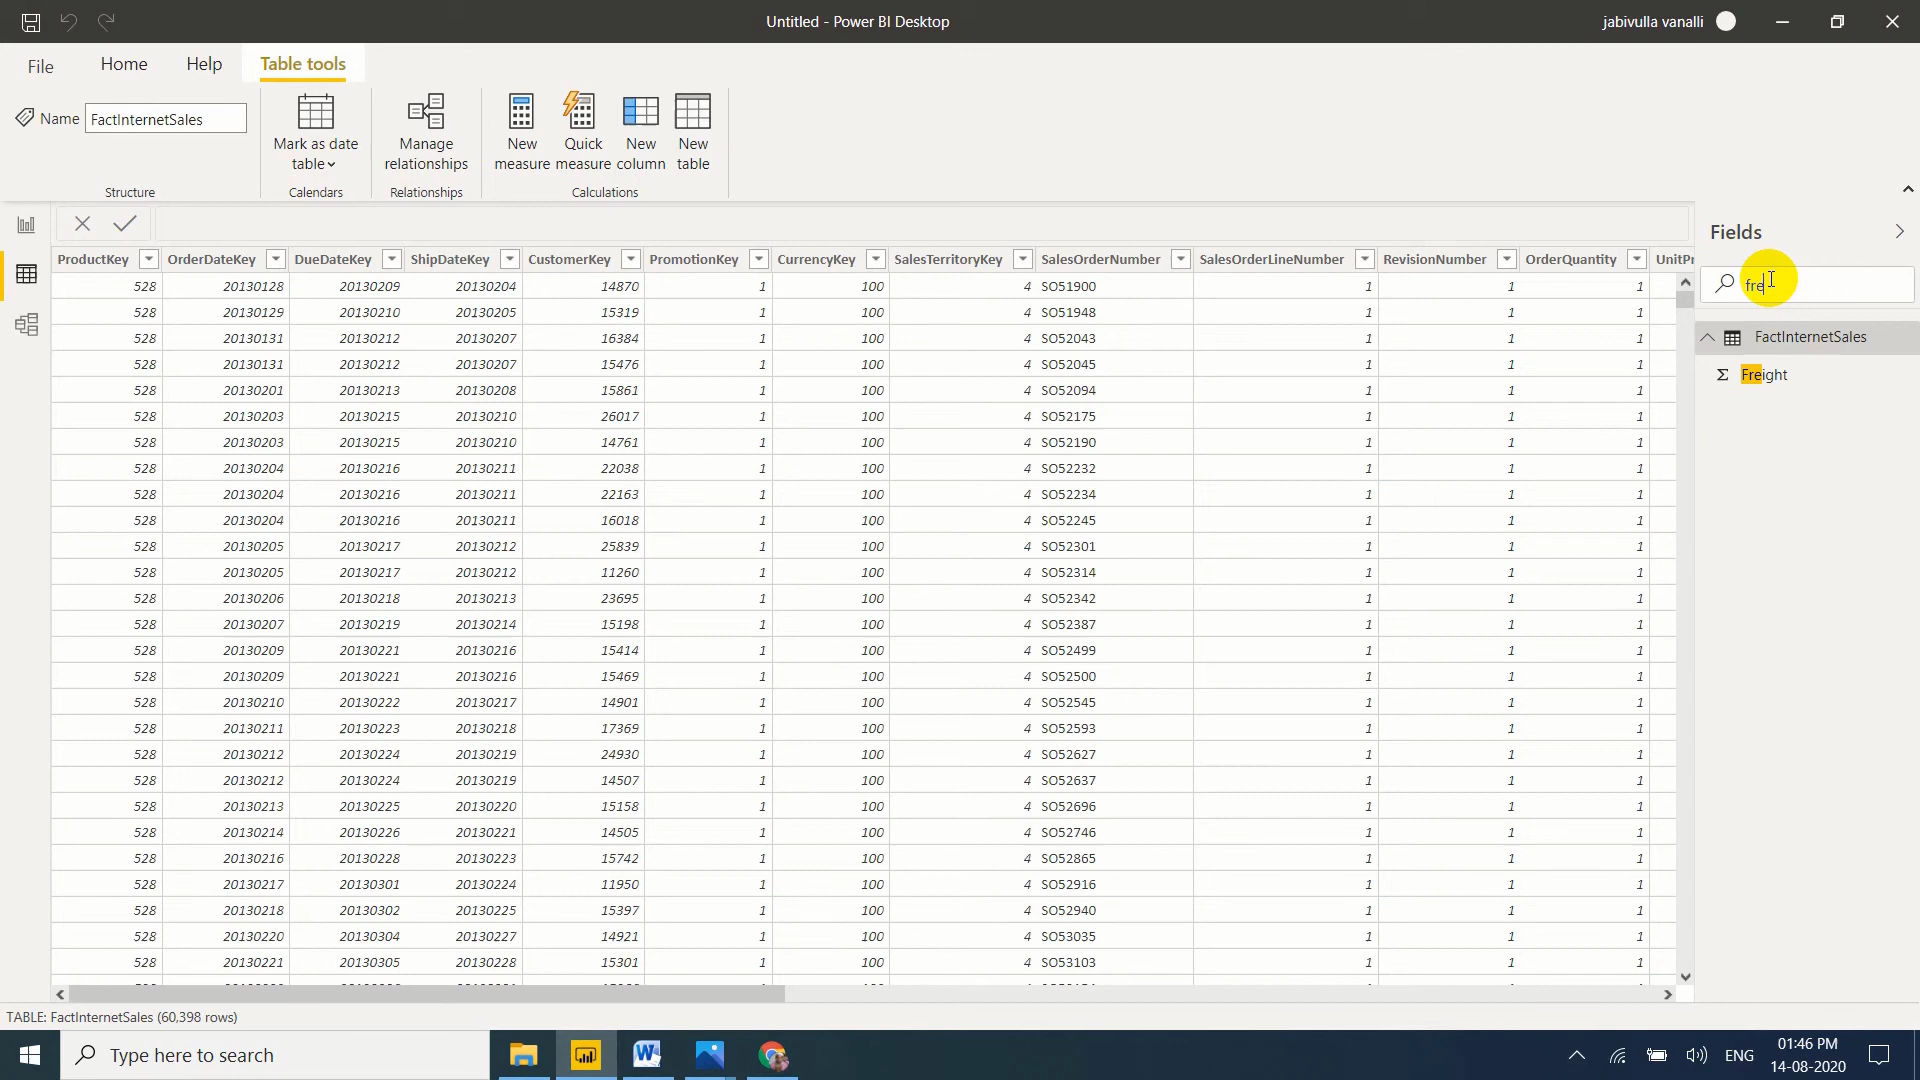 Untitled - Power BI Desktop
jabivulla vanalli
File Home Help Table tools
Name FactInternetSales
Mark as date table
Manage relationships
New measure
Quick measure
New column
New table
Structure Calendars Relationships Calculations
Fields
fre
FactInternetSales
Σ Freight
ProductKey OrderDateKey DueDateKey ShipDateKey CustomerKey PromotionKey CurrencyKey SalesTerritoryKey SalesOrderNumber SalesOrderLineNumber RevisionNumber OrderQuantity UnitPr
528 20130128 20130209 20130204 14870 1 100 4 SO51900 1 1 1
528 20130129 20130210 20130205 15319 1 100 4 SO51948 1 1 1
528 20130131 20130212 20130207 16384 1 100 4 SO52043 1 1 1
528 20130131 20130212 20130207 15476 1 100 4 SO52045 1 1 1
528 20130201 20130213 20130208 15861 1 100 4 SO52094 1 1 1
528 20130203 20130215 20130210 26017 1 100 4 SO52175 1 1 1
528 20130203 20130215 20130210 14761 1 100 4 SO52190 1 1 1
528 20130204 20130216 20130211 22038 1 100 4 SO52232 1 1 1
528 20130204 20130216 20130211 22163 1 100 4 SO52234 1 1 1
528 20130204 20130216 20130211 16018 1 100 4 SO52245 1 1 1
528 20130205 20130217 20130212 25839 1 100 4 SO52301 1 1 1
528 20130205 20130217 20130212 11260 1 100 4 SO52314 1 1 1
528 20130206 20130218 20130213 23695 1 100 4 SO52342 1 1 1
528 20130207 20130219 20130214 15198 1 100 4 SO52387 1 1 1
528 20130209 20130221 20130216 15414 1 100 4 SO52499 1 1 1
528 20130209 20130221 20130216 15469 1 100 4 SO52500 1 1 1
528 20130210 20130222 20130217 14901 1 100 4 SO52545 1 1 1
528 20130211 20130223 20130218 17369 1 100 4 SO52593 1 1 1
528 20130212 20130224 20130219 24930 1 100 4 SO52627 1 1 1
528 20130212 20130224 20130219 14507 1 100 4 SO52637 1 1 1
528 20130213 20130225 20130220 15158 1 100 4 SO52696 1 1 1
528 20130214 20130226 20130221 14505 1 100 4 SO52746 1 1 1
528 20130216 20130228 20130223 15742 1 100 4 SO52865 1 1 1
528 20130217 20130301 20130224 11950 1 100 4 SO52916 1 1 1
528 20130218 20130302 20130225 15397 1 100 4 SO52940 1 1 1
528 20130220 20130304 20130227 14921 1 100 4 SO53035 1 1 1
528 20130221 20130305 20130228 15301 1 100 4 SO53103 1 1 1
TABLE: FactInternetSales (60,398 rows)
Type here to search
ENG
01:46 PM
14-08-2020